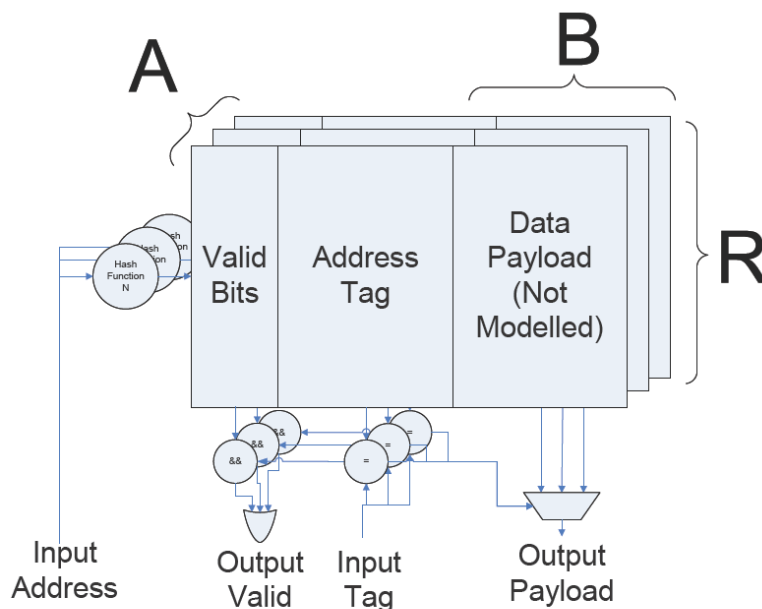 A
B
R
Hash
Function
N
Valid
Bits
Address
Tag
Data
Payload
(Not
Modelled)
&&
&&
&&
=
=
=
Input
Address
Output
Valid
Input
Tag
Output
Payload